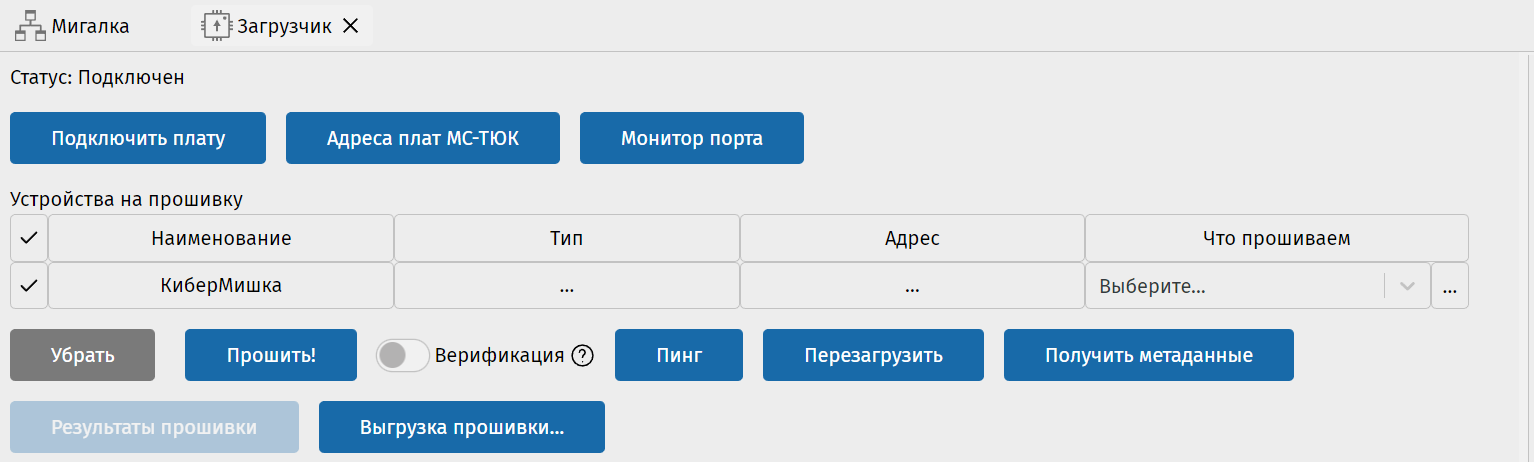 Мигалка Загрузчик
Статус: Подключен
Подключить плату Адреса плат МС-ТЮК Монитор порта
Устройства на прошивку
Наименование Тип Адрес Что прошиваем
КиберМишка ... ... Выберите... ...
Убрать Прошить! Верификация ? Пинг Перезагрузить Получить метаданные
Результаты прошивки Выгрузка прошивки...